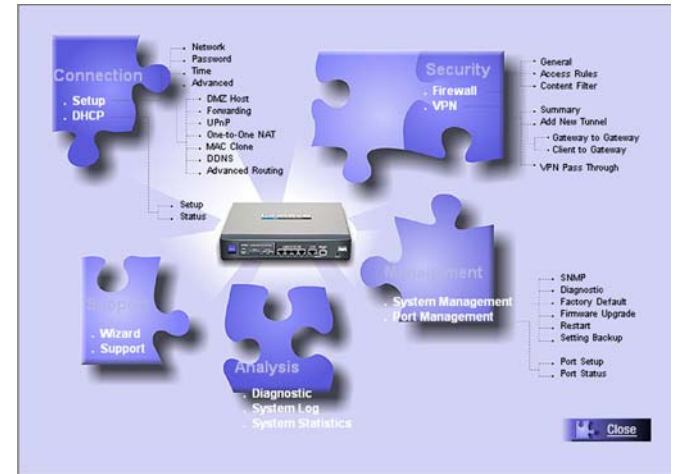 Connection
. Setup
. DHCP
Network
Password
Time
Advanced
DMZ Host
Forwarding
UPnP
One-to-One NAT
MAC Clone
DDNS
Advanced Routing
Setup
Status
Security
. Firewall
. VPN
General
Access Rules
Content Filter
Summary
Add New Tunnel
Gateway to Gateway
Client to Gateway
VPN Pass Through
Support
. Wizard
. Support
Analysis
. Diagnostic
. System Log
. System Statistics
Management
. System Management
. Port Management
SNMP
Diagnostic
Factory Default
Firmware Upgrade
Restart
Setting Backup
Port Setup
Port Status
Close